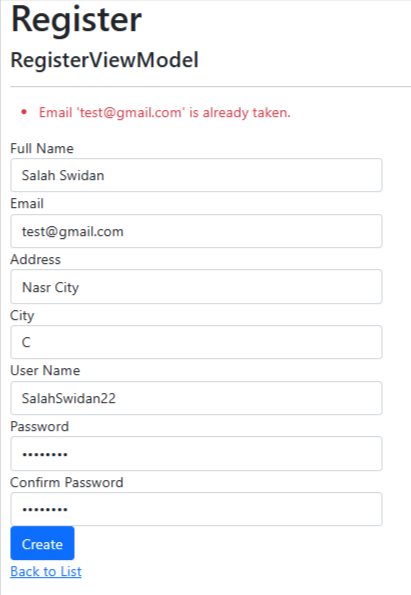 Register
RegisterViewModel
• Email 'test@gmail.com' is already taken.
Full Name
Salah Swidan
Email
test@gmail.com
Address
Nasr City
City
C
User Name
SalahSwidan22
Password
••••••••
Confirm Password
••••••••
Create
Back to List